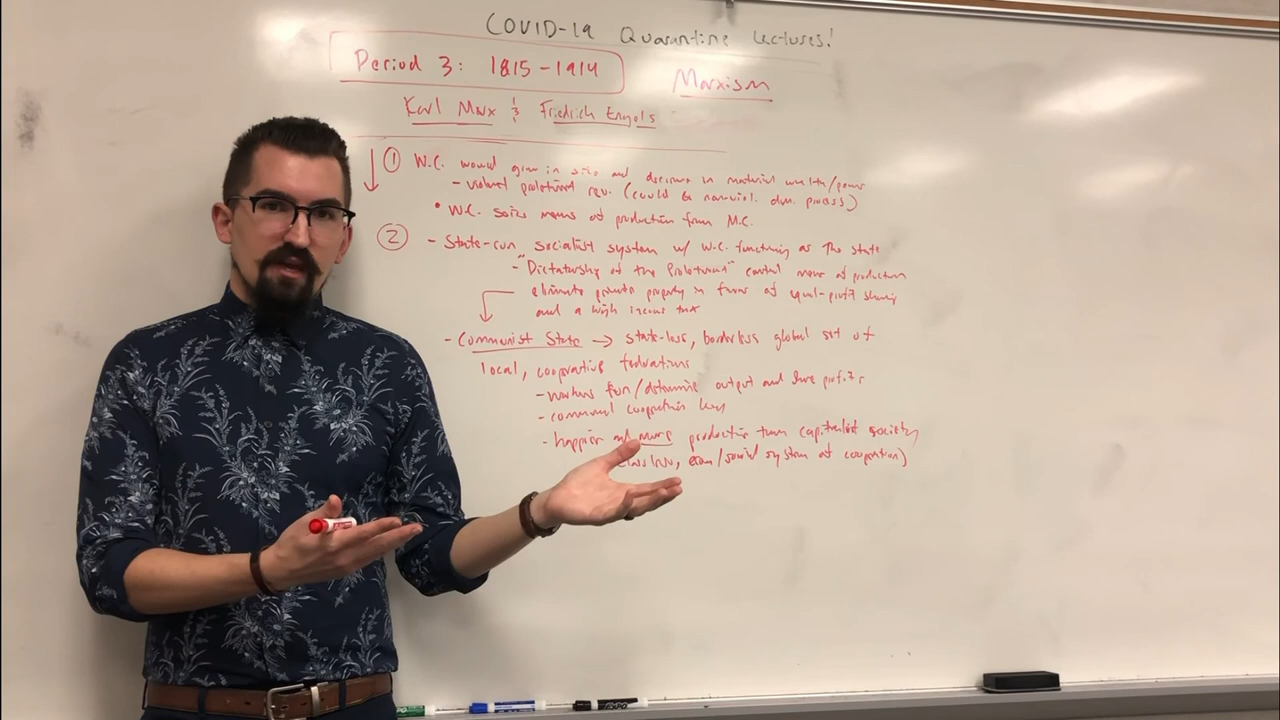 COVID-19 Quarantine Lectures!
Period 3: 1815-1914
Marxism
Karl Marx & Friedrich Engels
① W.C. would grow in size and decrease in material wealth/power
- violent proletariat rev. (could be non-viol. dem. process)
• W.C. seize means of production from M.C.
② - State-run socialist system w/ W.C. functioning as the state
- "Dictatorship of the Proletariat" control means of production
eliminate private property in favor of equal-profit sharing
and a high income tax
- Communist State → state-less, borderless global set of
local, cooperative federations
- workers run/determine output and share profits
- communal cooperation key
- happier and more productive than capitalist society
classless, econ/social system of cooperation)